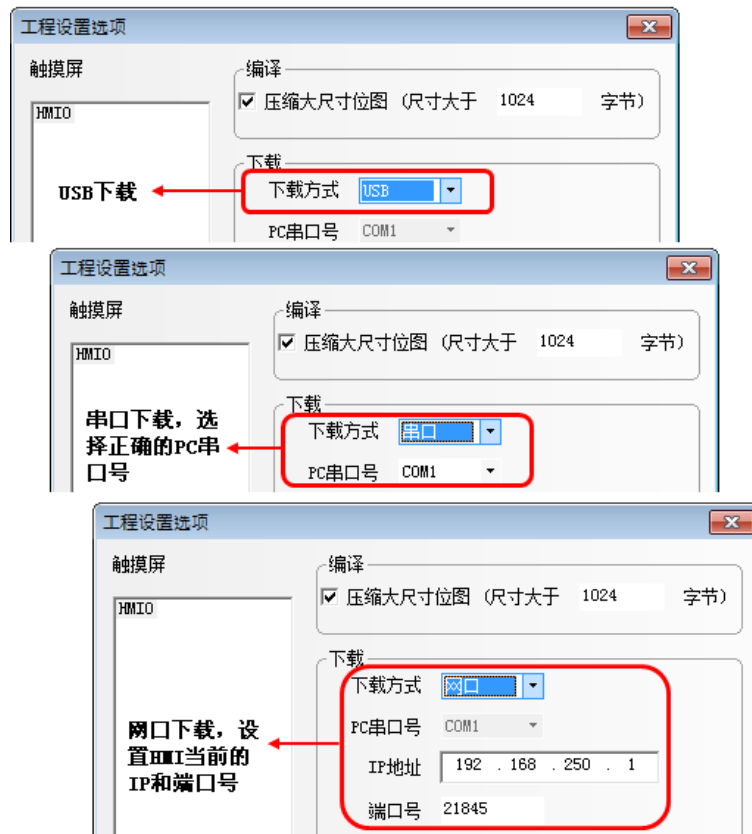 工程设置选项
触摸屏
编译
HMI0
压缩大尺寸位图 (尺寸大于 1024 字节)
下载
USB下载
下载方式 USB
PC串口号 COM1
工程设置选项
触摸屏
编译
HMI0
压缩大尺寸位图 (尺寸大于 1024 字节)
下载
串口下载，选
择正确的PC串
口号
下载方式 串口
PC串口号 COM1
工程设置选项
触摸屏
编译
HMI0
压缩大尺寸位图 (尺寸大于 1024 字节)
下载
下载方式 网口
网口下载，设
置HMI当前的
IP和端口号
PC串口号 COM1
IP地址 192 . 168 . 250 . 1
端口号 21845